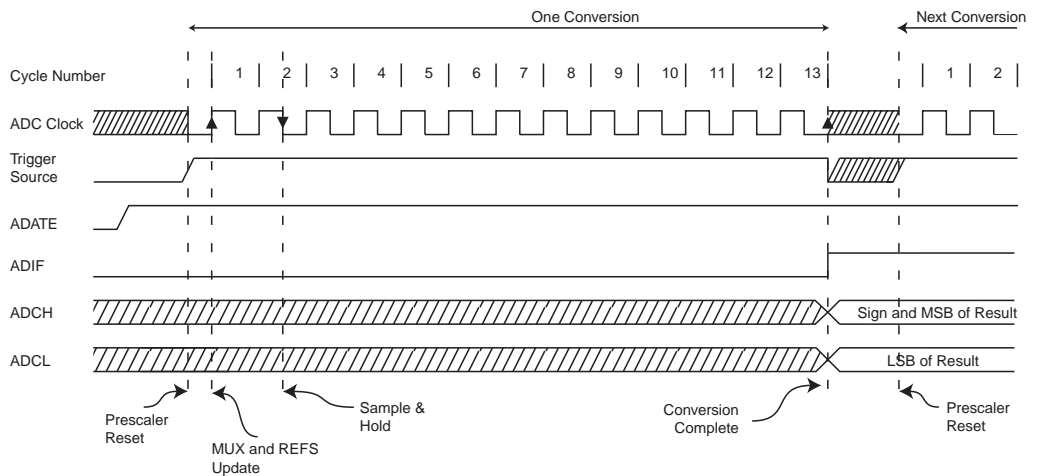 One Conversion
Next Conversion
Cycle Number
1 2 3 4 5 6 7 8 9 10 11 12 13 1 2
ADC Clock
Trigger
Source
ADATE
ADIF
ADCH
Sign and MSB of Result
ADCL
LSB of Result
Prescaler
Reset
MUX and REFS
Update
Sample &
Hold
Conversion
Complete
Prescaler
Reset